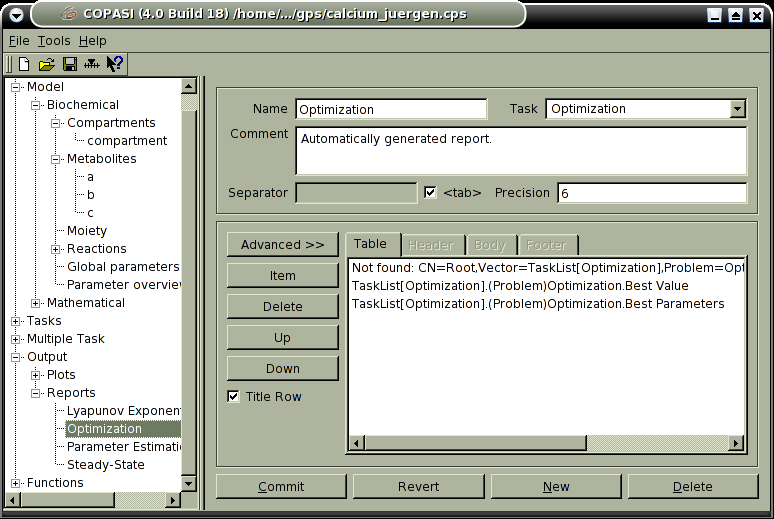 COPASI (4.0 Build 18) /home/.../gps/calcium_juergen.cps
File Tools Help
Model
Biochemical
Compartments
compartment
Metabolites
a
b
c
Moiety
Reactions
Global parameters
Parameter overvie
Mathematical
Tasks
Multiple Task
Output
Plots
Reports
Lyapunov Exponen
Optimization
Parameter Estimati
Steady-State
Functions
Name Optimization Task Optimization
Comment Automatically generated report.
Separator <tab> Precision 6
Advanced >>
Item
Delete
Up
Down
Title Row
Table Header Body Footer
Not found: CN=Root,Vector=TaskList[Optimization],Problem=Opt
TaskList[Optimization].(Problem)Optimization.Best Value
TaskList[Optimization].(Problem)Optimization.Best Parameters
Commit Revert New Delete